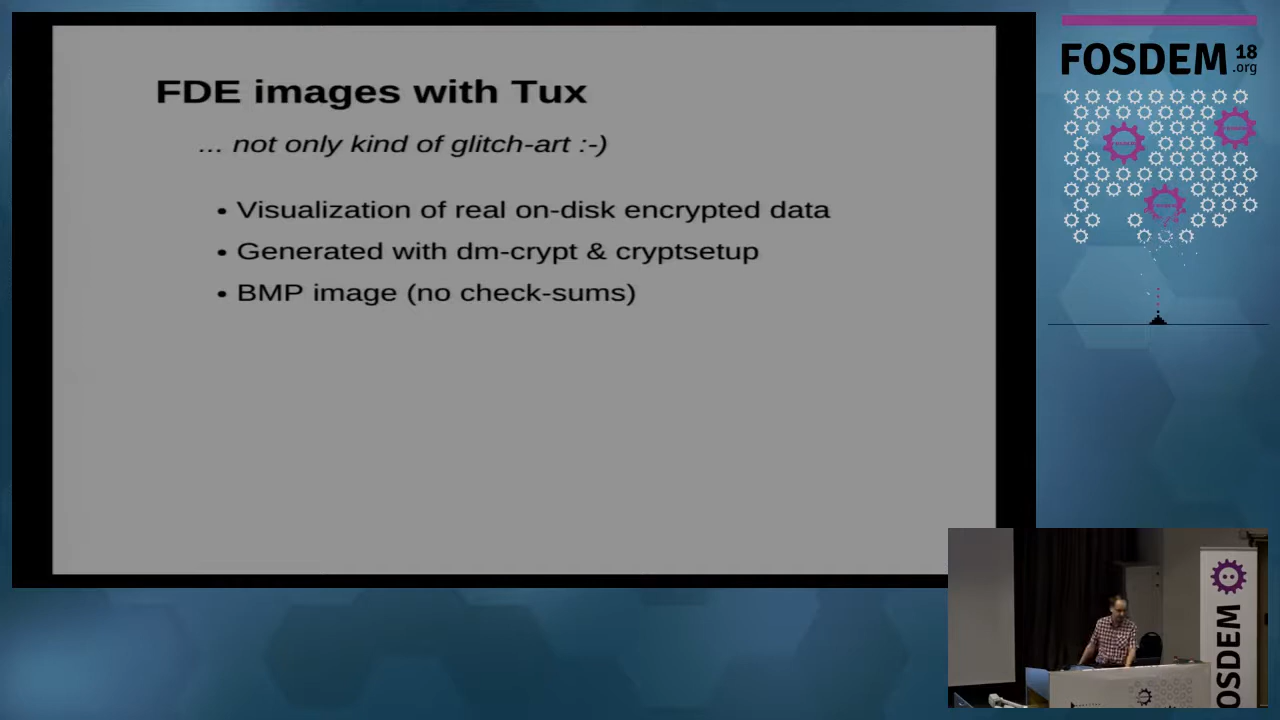 FDE images with Tux
... not only kind of glitch-art :-)
• Visualization of real on-disk encrypted data
• Generated with dm-crypt & cryptsetup
• BMP image (no check-sums)
FOSDEM 18
.org
FOSDEM